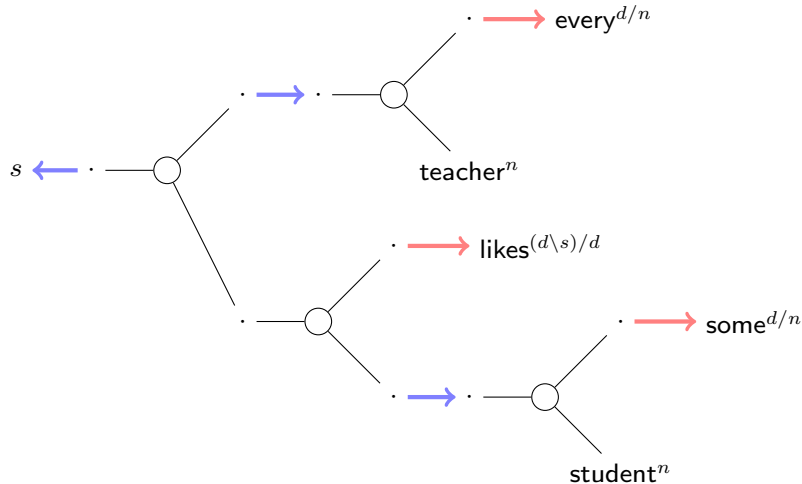 every^{d/n}
s
teacher^n
likes^{(d\s)/d}
some^{d/n}
student^n